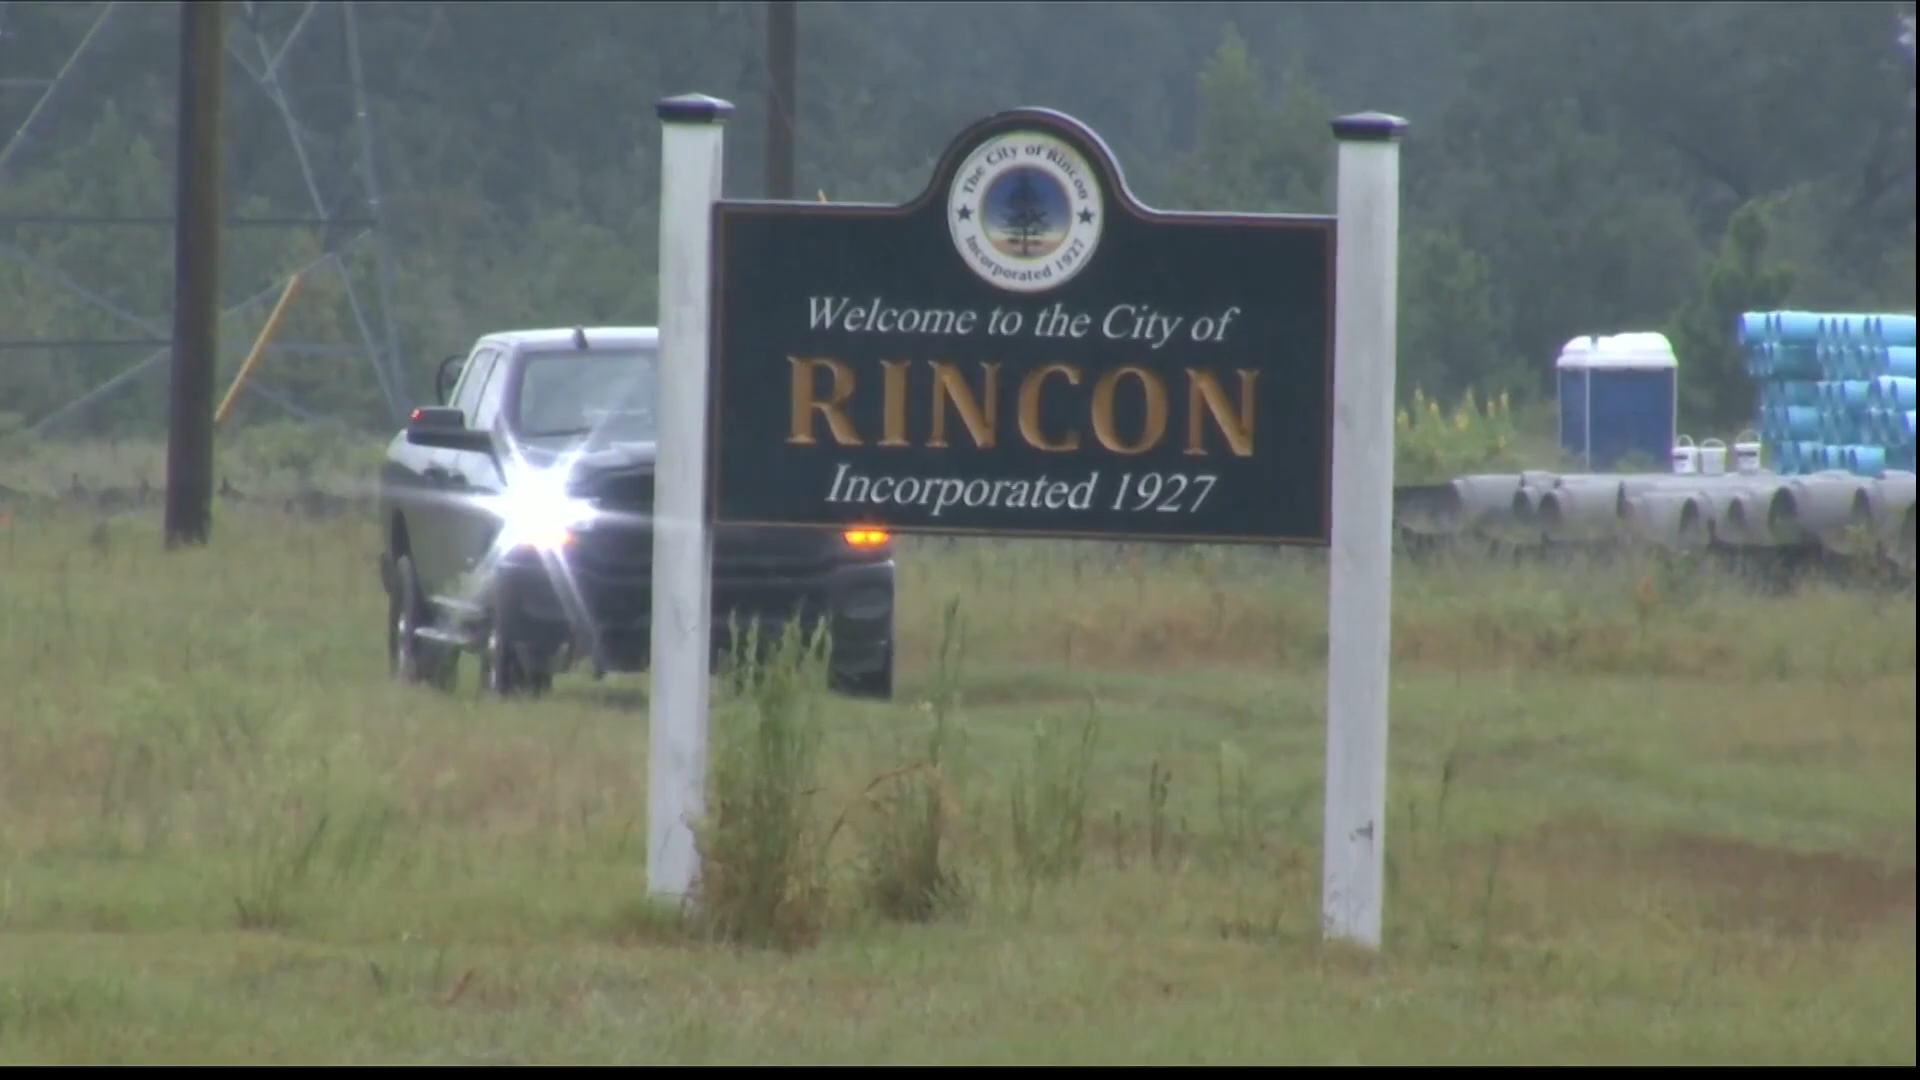 The City of Rincon
Incorporated 1927
Welcome to the City of
RINCON
Incorporated 1927